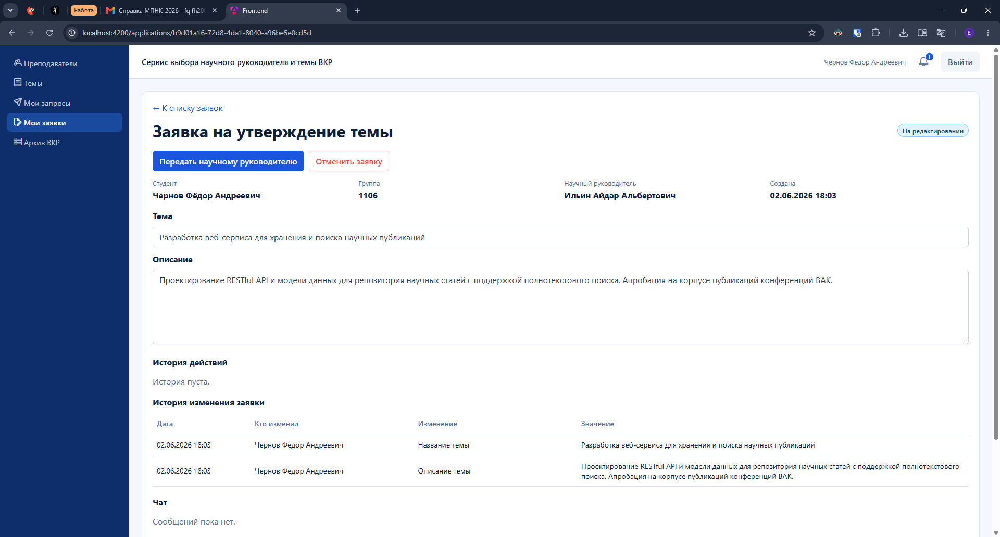 Работа
Справка МПНК-2026 - fqlfh200
Frontend
localhost:4200/applications/b9d01a16-72d8-4da1-8040-a96be5e0cd5d
E
Преподаватели
Темы
Мои запросы
Мои заявки
Архив ВКР
Сервис выбора научного руководителя и темы ВКР
Чернов Фёдор Андреевич
1
Выйти
← К списку заявок
Заявка на утверждение темы
На редактировании
Передать научному руководителю
Отменить заявку
Студент
Чернов Фёдор Андреевич
Группа
1106
Научный руководитель
Ильин Айдар Альбертович
Создана
02.06.2026 18:03
Тема
Разработка веб-сервиса для хранения и поиска научных публикаций
Описание
Проектирование RESTful API и модели данных для репозитория научных статей с поддержкой полнотекстового поиска. Апробация на корпусе публикаций конференций ВАК.
История действий
История пуста.
История изменения заявки
Дата Кто изменил Изменение Значение
02.06.2026 18:03 Чернов Фёдор Андреевич Название темы Разработка веб-сервиса для хранения и поиска научных публикаций
02.06.2026 18:03 Чернов Фёдор Андреевич Описание темы Проектирование RESTful API и модели данных для репозитория научных статей с поддержкой полнотекстового
поиска. Апробация на корпусе публикаций конференций ВАК.
Чат
Сообщений пока нет.